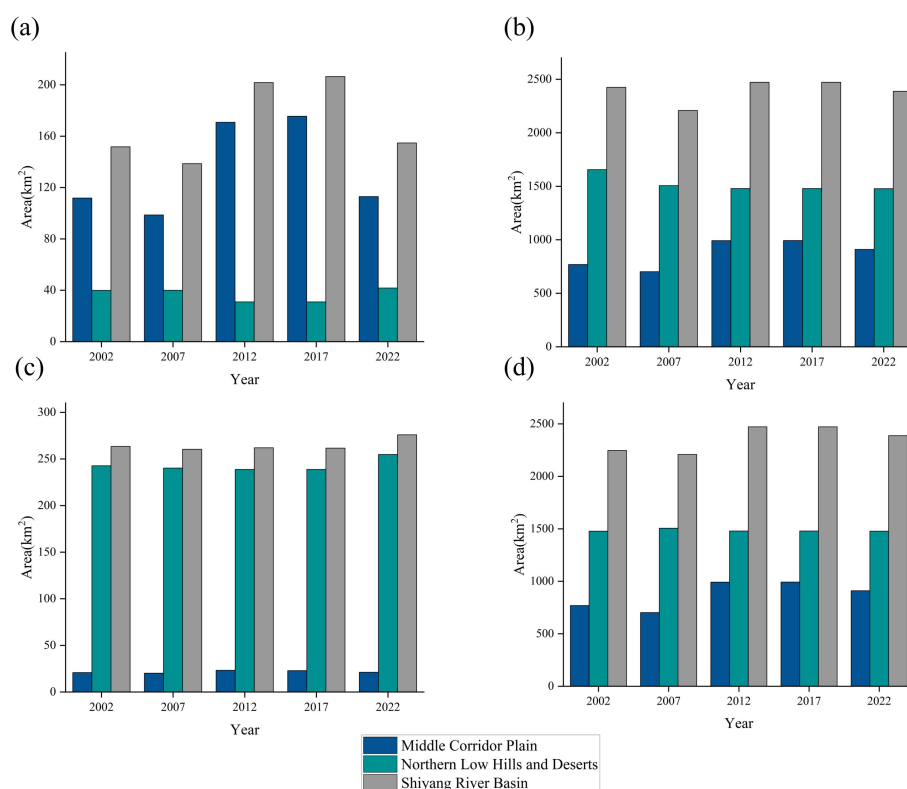 (a)
200
160
120
80
40
0
Area(km²)
2002 2007 2012 2017 2022
Year
(b)
2500
2000
1500
1000
500
0
Area(km²)
2002 2007 2012 2017 2022
Year
(c)
300
250
200
150
100
50
0
Area(km²)
2002 2007 2012 2017 2022
Year
(d)
2500
2000
1500
1000
500
0
Area(km²)
2002 2007 2012 2017 2022
Year
Middle Corridor Plain
Northern Low Hills and Deserts
Shiyang River Basin